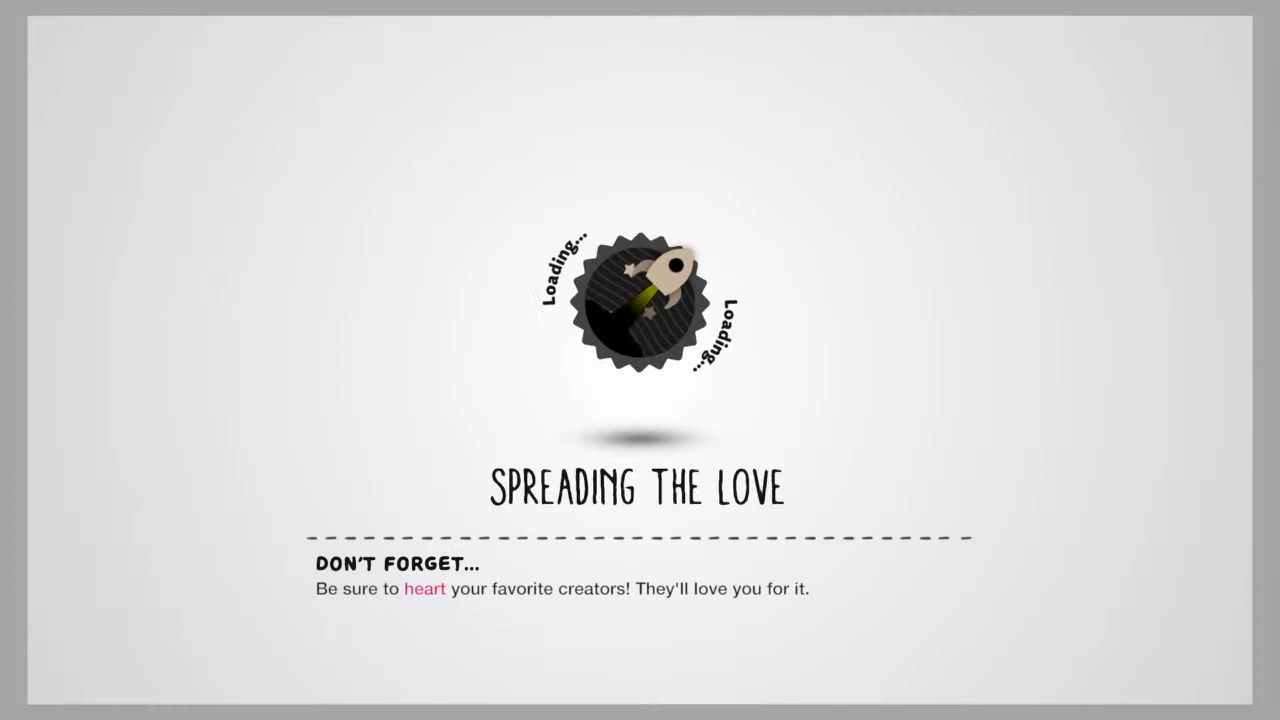 Loading...
Loading...
SPREADING THE LOVE
DON'T FORGET...
Be sure to heart your favorite creators! They'll love you for it.